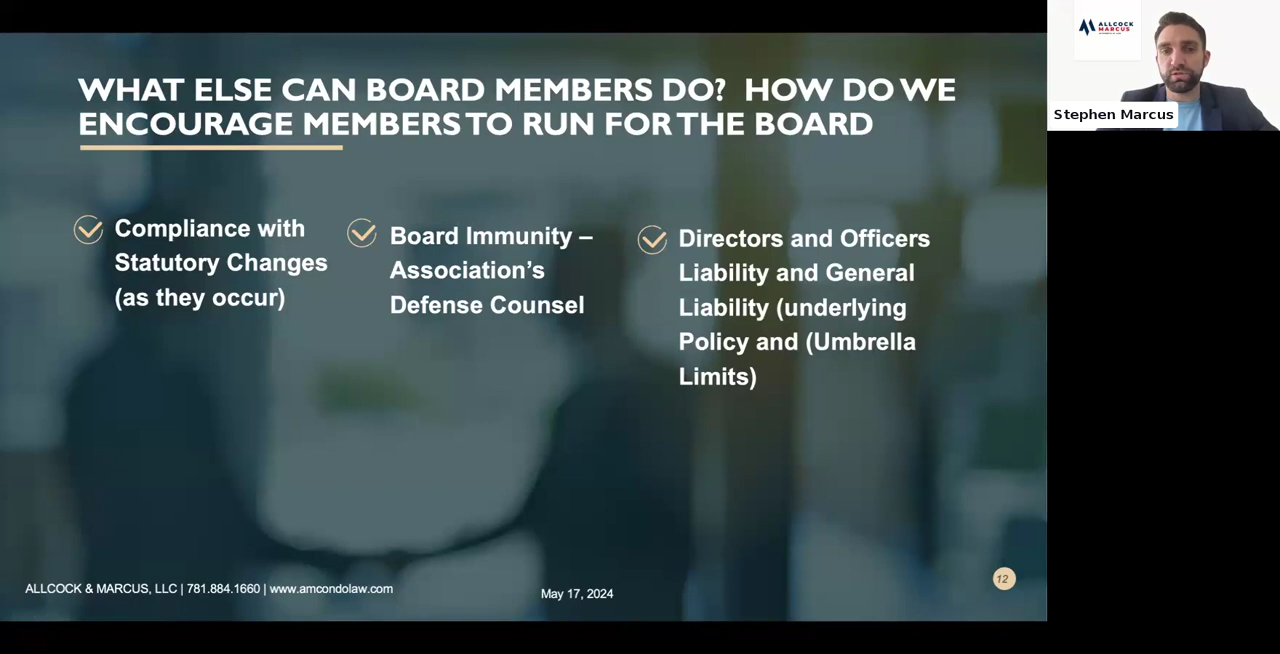 WHAT ELSE CAN BOARD MEMBERS DO? HOW DO WE
ENCOURAGE MEMBERS TO RUN FOR THE BOARD
Compliance with
Statutory Changes
(as they occur)
Board Immunity –
Association’s
Defense Counsel
Directors and Officers
Liability and General
Liability (underlying
Policy and (Umbrella
Limits)
ALLCOCK & MARCUS, LLC | 781.884.1660 | www.amcondolaw.com
May 17, 2024
12
ALLCOCK
MARCUS
Stephen Marcus